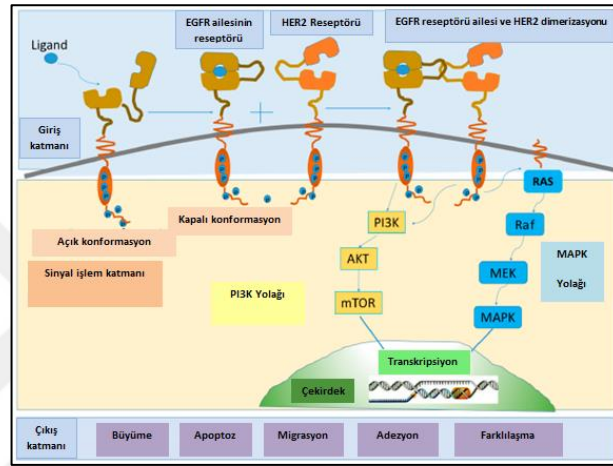 Ligand
EGFR ailesinin
reseptörü
HER2 Reseptörü
EGFR reseptörü ailesi ve HER2 dimerizasyonu
Giriş
katmanı
Açık konformasyon
Kapalı konformasyon
Sinyal işlem katmanı
PI3K Yolağı
PI3K
AKT
mTOR
RAS
Raf
MEK
MAPK
MAPK
Yolağı
Transkripsiyon
Çekirdek
Çıkış
katmanı
Büyüme
Apoptoz
Migrasyon
Adezyon
Farklılaşma